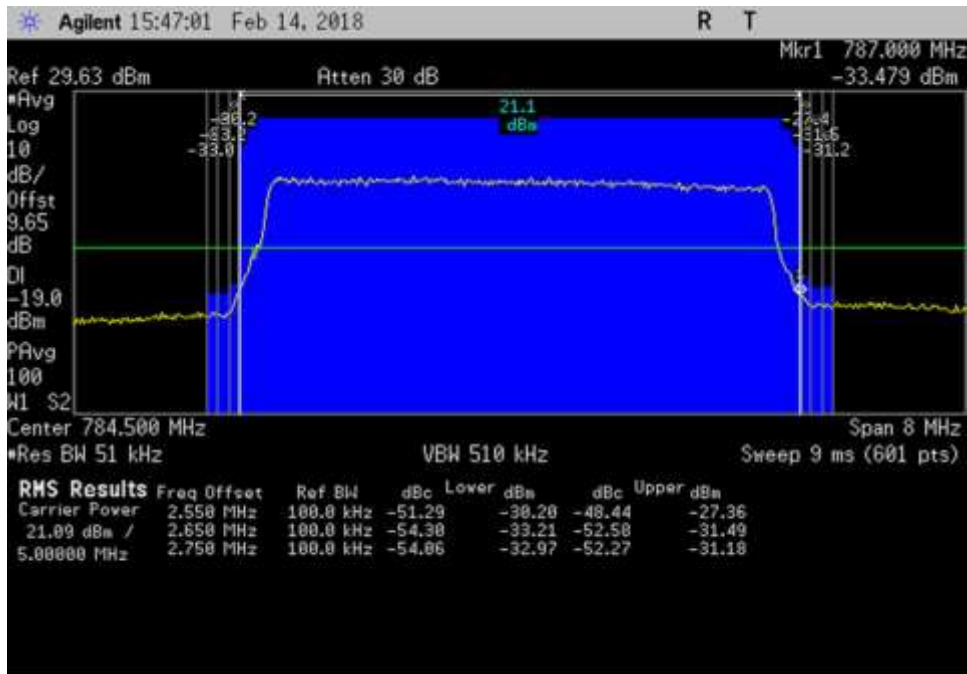 Agilent 15:47:01 Feb 14, 2018 R T
Mkr1 787.000 MHz
Ref 29.63 dBm Atten 30 dB -33.479 dBm
*Avg
Log
10
dB/
Offst
9.65
dB
DI
-19.0
dBm
PAvg
100
W1 S2
21.1
dBm
-33.0
-31.2
Center 784.500 MHz Span 8 MHz
*Res BW 51 kHz VBW 510 kHz Sweep 9 ms (601 pts)
RMS Results Freq Offset Ref BW dBc Lower dBm dBc Upper dBm
Carrier Power 2.550 MHz 100.0 kHz -51.29 -30.20 -48.44 -27.36
21.09 dBm / 2.650 MHz 100.0 kHz -54.30 -33.21 -52.58 -31.49
5.00000 MHz 2.750 MHz 100.0 kHz -54.06 -32.97 -52.27 -31.18